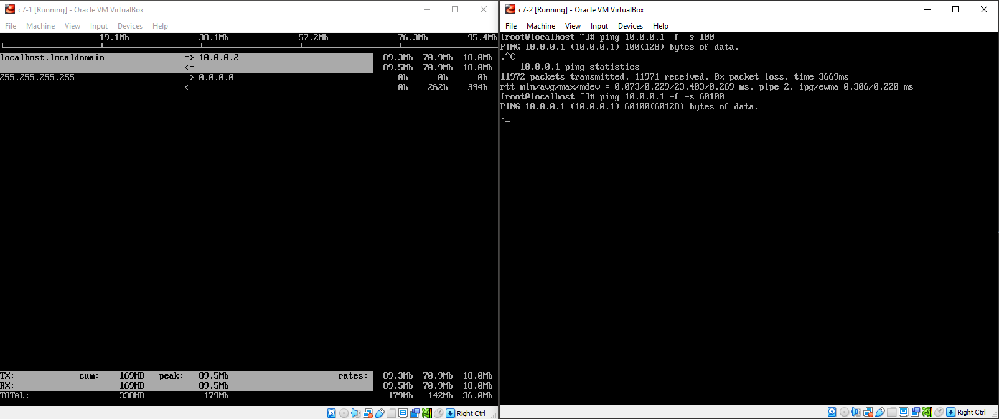 c7-1 [Running] - Oracle VM VirtualBox
File Machine View Input Devices Help
19.1Mb 38.1Mb 57.2Mb 76.3Mb 95.4Mb
localhost.localdomain => 10.0.0.2 89.3Mb 70.9Mb 18.0Mb
<= 89.5Mb 70.9Mb 18.0Mb
255.255.255.255 => 0.0.0.0 0b 0b 0b
<= 0b 262b 394b
TX: cum: 169MB peak: 89.5Mb rates: 89.3Mb 70.9Mb 18.0Mb
RX: 169MB 89.5Mb 89.5Mb 70.9Mb 18.0Mb
TOTAL: 338MB 179Mb 179Mb 142Mb 36.0Mb
Right Ctrl
c7-2 [Running] - Oracle VM VirtualBox
File Machine View Input Devices Help
[root@localhost ~]# ping 10.0.0.1 -f -s 100
PING 10.0.0.1 (10.0.0.1) 100(128) bytes of data.
.^C
--- 10.0.0.1 ping statistics ---
11972 packets transmitted, 11971 received, 0% packet loss, time 3669ms
rtt min/avg/max/mdev = 0.073/0.229/23.403/0.269 ms, pipe 2, ipg/ewma 0.306/0.220 ms
[root@localhost ~]# ping 10.0.0.1 -f -s 60100
PING 10.0.0.1 (10.0.0.1) 60100(60128) bytes of data.
._
Right Ctrl